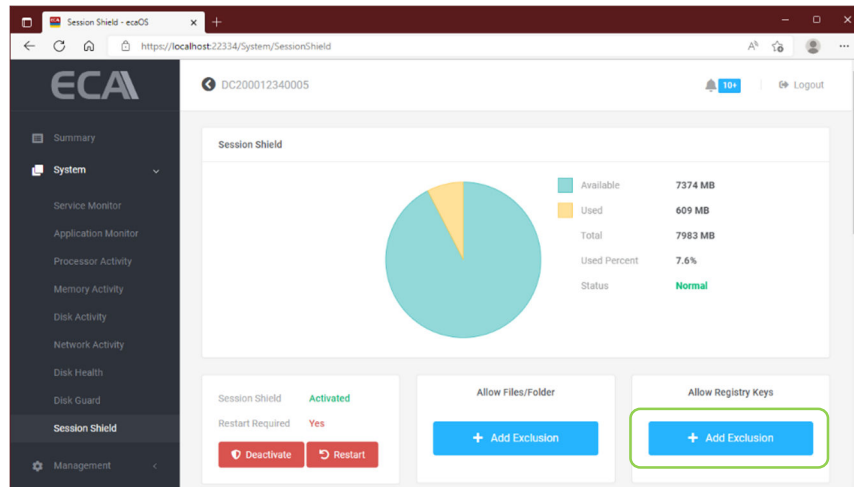 ECA Session Shield - ecaOS
https://localhost:22334/System/SessionShield
ECA
DC200012340005
10+
Logout
Summary
System
Service Monitor
Application Monitor
Processor Activity
Memory Activity
Disk Activity
Network Activity
Disk Health
Disk Guard
Session Shield
Management
Session Shield
Available 7374 MB
Used 609 MB
Total 7983 MB
Used Percent 7.6%
Status Normal
Session Shield Activated
Restart Required Yes
Deactivate Restart
Allow Files/Folder
+ Add Exclusion
Allow Registry Keys
+ Add Exclusion